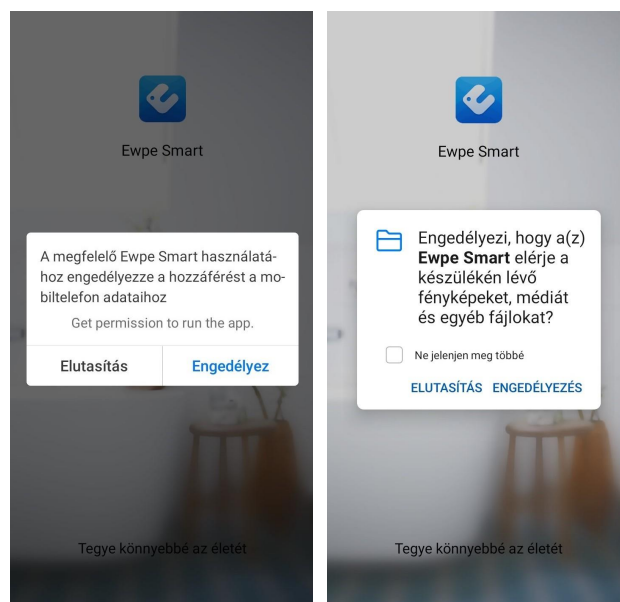 Ewpe Smart
A megfelelő Ewpe Smart használatá-
hoz engedélyezze a hozzáférést a mo-
biltelefon adataihoz
Get permission to run the app.
Elutasítás
Engedélyez
Tegye könnyebbé az életét
Ewpe Smart
Engedélyezi, hogy a(z)
Ewpe Smart elérje a
készülékén lévő
fényképeket, médiát
és egyéb fájlokat?
Ne jelenjen meg többé
ELUTASÍTÁS ENGEDÉLYEZÉS
Tegye könnyebbé az életét